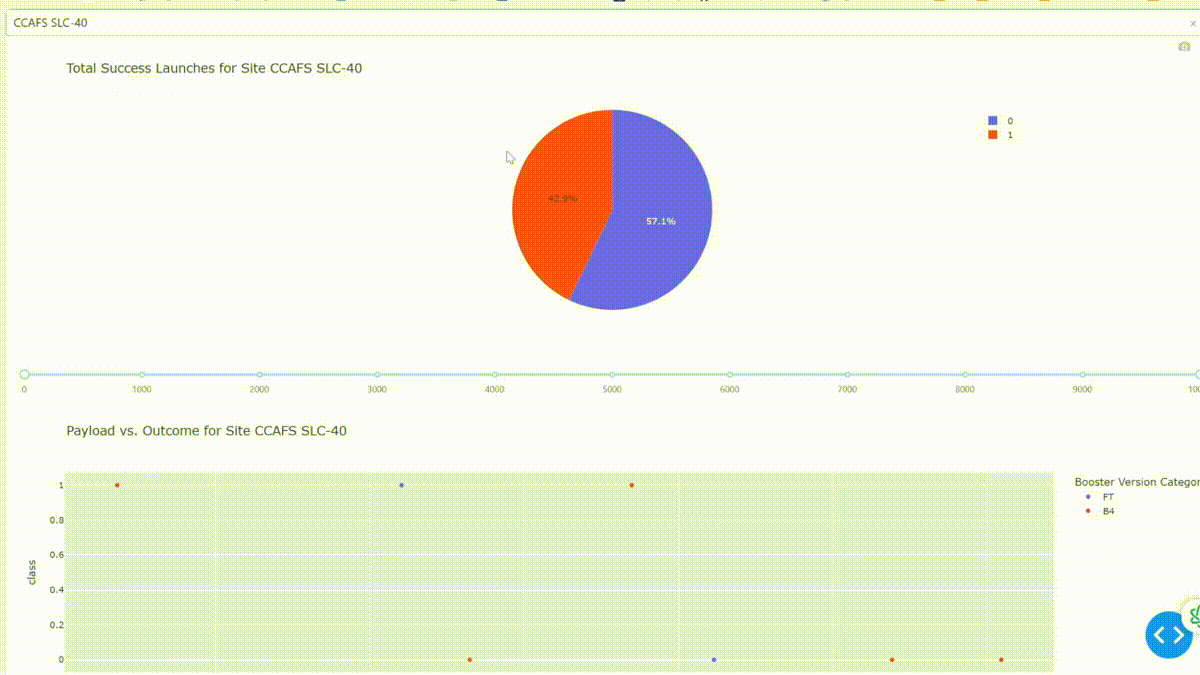 CCAFS SLC-40
×
Total Success Launches for Site CCAFS SLC-40
0
1
42.9%
57.1%
0 1000 2000 3000 4000 5000 6000 7000 8000 9000
Payload vs. Outcome for Site CCAFS SLC-40
Booster Version Categor
FT
B4
1
0.8
0.6
0.4
0.2
0
class